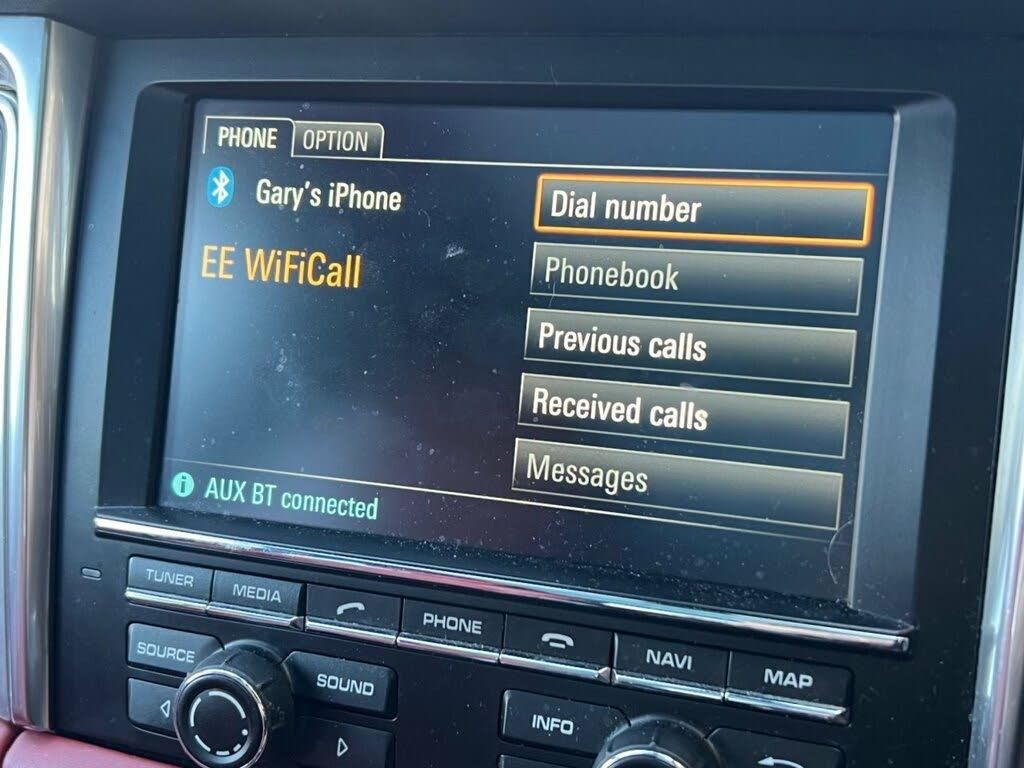 PHONE OPTION
Gary's iPhone
EE WiFiCall
Dial number
Phonebook
Previous calls
Received calls
Messages
AUX BT connected
TUNER MEDIA PHONE NAVI MAP
SOURCE SOUND INFO